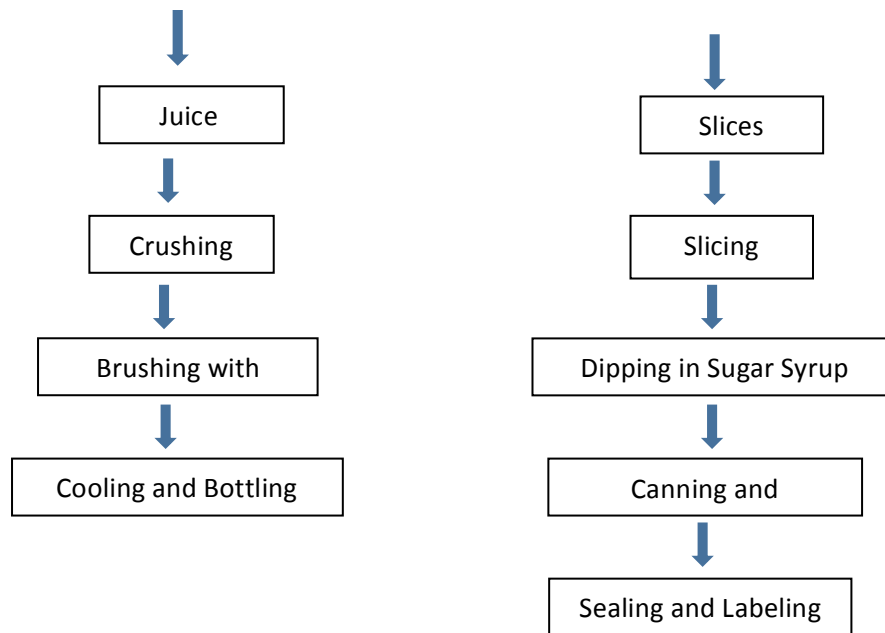 Juice
Crushing
Brushing with
Cooling and Bottling
Slices
Slicing
Dipping in Sugar Syrup
Canning and
Sealing and Labeling